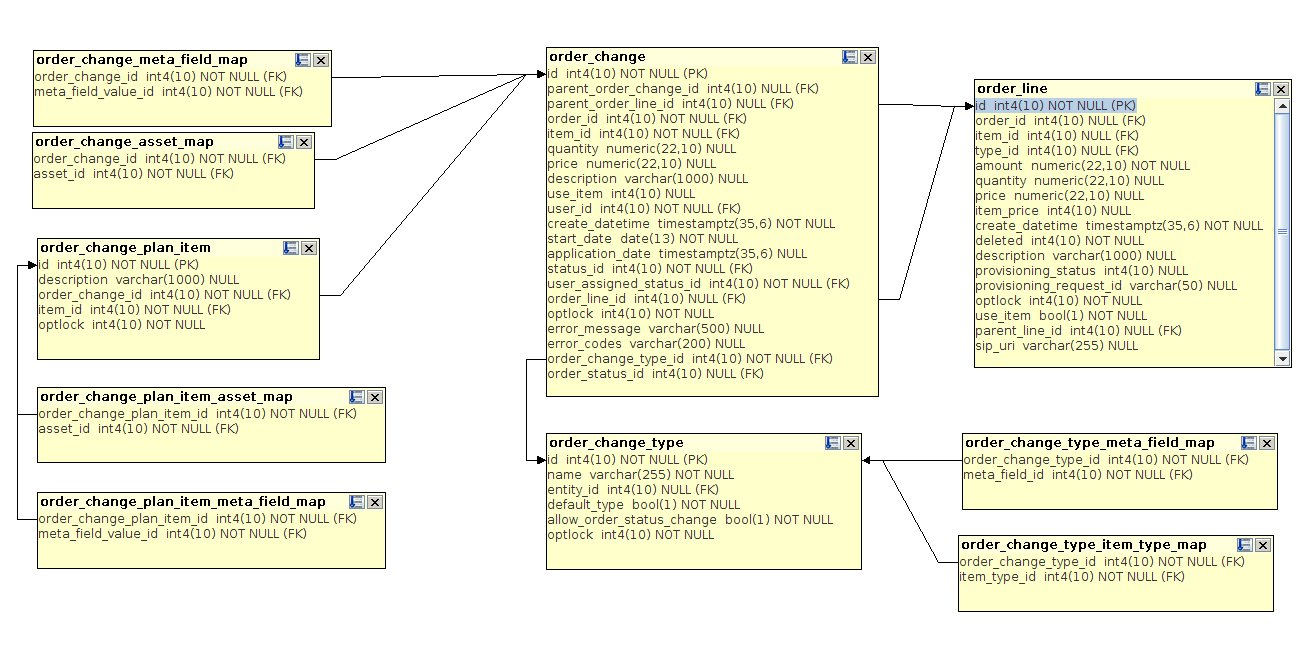 order_change_meta_field_map
order_change_id int4(10) NOT NULL (FK)
meta_field_value_id int4(10) NOT NULL (FK)
order_change_asset_map
order_change_id int4(10) NOT NULL (FK)
asset_id int4(10) NOT NULL (FK)
order_change_plan_item
id int4(10) NOT NULL (PK)
description varchar(1000) NULL
order_change_id int4(10) NOT NULL (FK)
item_id int4(10) NOT NULL (FK)
optlock int4(10) NOT NULL
order_change_plan_item_asset_map
order_change_plan_item_id int4(10) NOT NULL (FK)
asset_id int4(10) NOT NULL (FK)
order_change_plan_item_meta_field_map
order_change_plan_item_id int4(10) NOT NULL (FK)
meta_field_value_id int4(10) NOT NULL (FK)
order_change
id int4(10) NOT NULL (PK)
parent_order_change_id int4(10) NULL (FK)
parent_order_line_id int4(10) NULL (FK)
order_id int4(10) NOT NULL (FK)
item_id int4(10) NOT NULL (FK)
quantity numeric(22,10) NULL
price numeric(22,10) NULL
description varchar(1000) NULL
use_item int4(10) NULL
user_id int4(10) NOT NULL (FK)
create_datetime timestamptz(35,6) NOT NULL
start_date date(13) NOT NULL
application_date timestamptz(35,6) NULL
status_id int4(10) NOT NULL (FK)
user_assigned_status_id int4(10) NOT NULL (FK)
order_line_id int4(10) NULL (FK)
optlock int4(10) NOT NULL
error_message varchar(500) NULL
error_codes varchar(200) NULL
order_change_type_id int4(10) NOT NULL (FK)
order_status_id int4(10) NULL (FK)
order_change_type
id int4(10) NOT NULL (PK)
name varchar(255) NOT NULL
entity_id int4(10) NULL (FK)
default_type bool(1) NOT NULL
allow_order_status_change bool(1) NOT NULL
optlock int4(10) NOT NULL
order_line
id int4(10) NOT NULL (PK)
order_id int4(10) NULL (FK)
item_id int4(10) NULL (FK)
type_id int4(10) NULL (FK)
amount numeric(22,10) NOT NULL
quantity numeric(22,10) NULL
price numeric(22,10) NULL
item_price int4(10) NULL
create_datetime timestamptz(35,6) NOT NULL
deleted int4(10) NOT NULL
description varchar(1000) NULL
provisioning_status int4(10) NULL
provisioning_request_id varchar(50) NULL
optlock int4(10) NOT NULL
use_item bool(1) NOT NULL
parent_line_id int4(10) NULL (FK)
sip_uri varchar(255) NULL
order_change_type_meta_field_map
order_change_type_id int4(10) NOT NULL (FK)
meta_field_id int4(10) NOT NULL (FK)
order_change_type_item_type_map
order_change_type_id int4(10) NOT NULL (FK)
item_type_id int4(10) NOT NULL (FK)